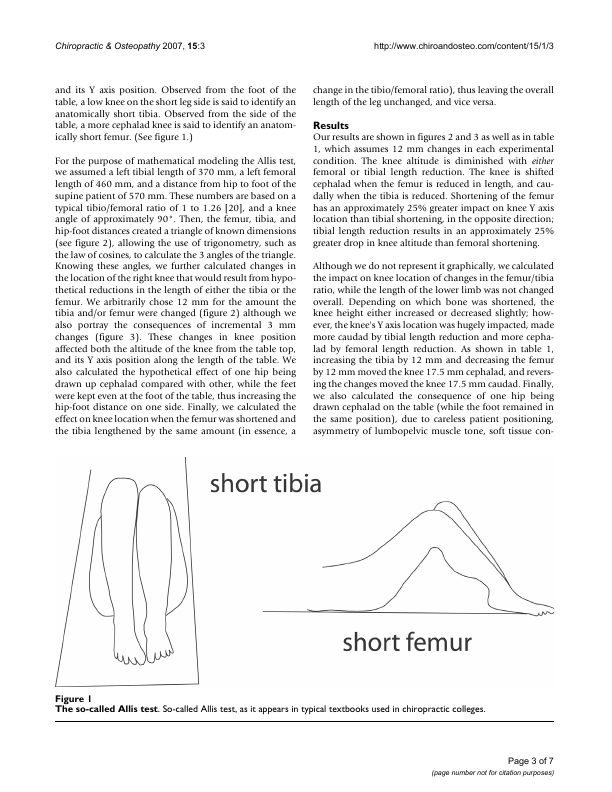 Chiropractic & Osteopathy 2007, 15:3
http://www.chiroandosteo.com/content/15/1/3
and its Y axis position. Observed from the foot of the
table, a low knee on the short leg side is said to identify an
anatomically short tibia. Observed from the side of the
table, a more cephalad knee is said to identify an anatom-
ically short femur. (See figure 1.)
For the purpose of mathematical modeling the Allis test,
we assumed a left tibial length of 370 mm, a left femoral
length of 460 mm, and a distance from hip to foot of the
supine patient of 570 mm. These numbers are based on a
typical tibio/femoral ratio of 1 to 1.26 [20], and a knee
angle of approximately 90°. Then, the femur, tibia, and
hip-foot distances created a triangle of known dimensions
(see figure 2), allowing the use of trigonometry, such as
the law of cosines, to calculate the 3 angles of the triangle.
Knowing these angles, we further calculated changes in
the location of the right knee that would result from hypo-
thetical reductions in the length of either the tibia or the
femur. We arbitrarily chose 12 mm for the amount the
tibia and/or femur were changed (figure 2) although we
also portray the consequences of incremental 3 mm
changes (figure 3). These changes in knee position
affected both the altitude of the knee from the table top,
and its Y axis position along the length of the table. We
also calculated the hypothetical effect of one hip being
drawn up cephalad compared with other, while the feet
were kept even at the foot of the table, thus increasing the
hip-foot distance on one side. Finally, we calculated the
effect on knee location when the femur was shortened and
the tibia lengthened by the same amount (in essence, a
change in the tibio/femoral ratio), thus leaving the overall
length of the leg unchanged, and vice versa.
Results
Our results are shown in figures 2 and 3 as well as in table
1, which assumes 12 mm changes in each experimental
condition. The knee altitude is diminished with either
femoral or tibial length reduction. The knee is shifted
cephalad when the femur is reduced in length, and cau-
dally when the tibia is reduced. Shortening of the femur
has an approximately 25% greater impact on knee Y axis
location than tibial shortening, in the opposite direction;
tibial length reduction results in an approximately 25%
greater drop in knee altitude than femoral shortening.
Although we do not represent it graphically, we calculated
the impact on knee location of changes in the femur/tibia
ratio, while the length of the lower limb was not changed
overall. Depending on which bone was shortened, the
knee height either increased or decreased slightly; how-
ever, the knee's Y axis location was hugely impacted, made
more caudad by tibial length reduction and more cepha-
lad by femoral length reduction. As shown in table 1,
increasing the tibia by 12 mm and decreasing the femur
by 12 mm moved the knee 17.5 mm cephalad, and revers-
ing the changes moved the knee 17.5 mm caudad. Finally,
we also calculated the consequence of one hip being
drawn cephalad on the table (while the foot remained in
the same position), due to careless patient positioning,
asymmetry of lumbopelvic muscle tone, soft tissue con-
short tibia
short femur
Figure 1
The so-called Allis test. So-called Allis test, as it appears in typical textbooks used in chiropractic colleges.
Page 3 of 7
(page number not for citation purposes)